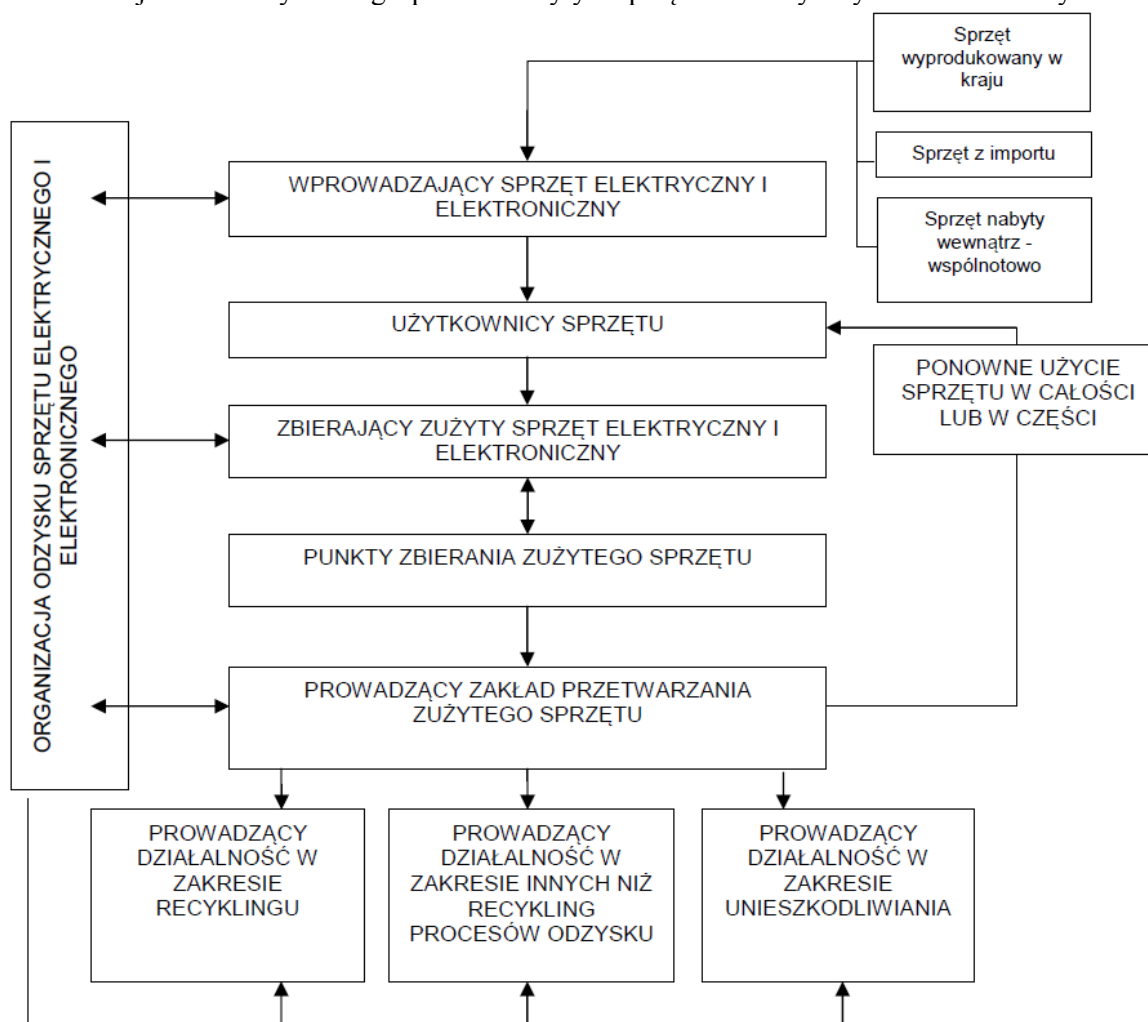 Sprzęt
wyprodukowany w
kraju
Sprzęt z importu
Sprzęt nabyty
wewnątrz -
wspólnotowo
ORGANIZACJA ODZYSKU SPRZĘTU ELEKTRYCZNEGO I
ELEKTRONICZNEGO
WPROWADZAJĄCY SPRZĘT ELEKTRYCZNY I
ELEKTRONICZNY
UŻYTKOWNICY SPRZĘTU
PONOWNE UŻYCIE
SPRZĘTU W CAŁOŚCI
LUB W CZĘŚCI
ZBIERAJĄCY ZUŻYTY SPRZĘT ELEKTRYCZNY I
ELEKTRONICZNY
PUNKTY ZBIERANIA ZUŻYTEGO SPRZĘTU
PROWADZĄCY ZAKŁAD PRZETWARZANIA
ZUŻYTEGO SPRZĘTU
PROWADZĄCY
DZIAŁALNOŚĆ W
ZAKRESIE
RECYKLINGU
PROWADZĄCY
DZIAŁALNOŚĆ W
ZAKRESIE INNYCH NIŻ
RECYKLING
PROCESÓW ODZYSKU
PROWADZĄCY
DZIAŁALNOŚĆ W
ZAKRESIE
UNIESZKODLIWIANIA